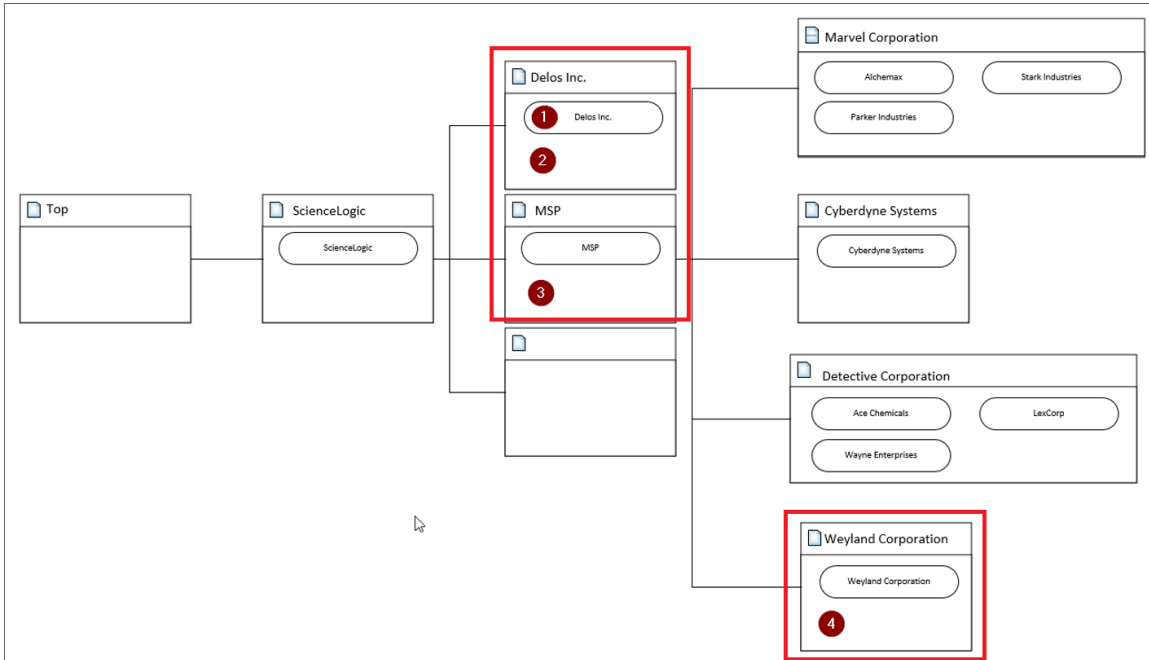 Top
ScienceLogic
ScienceLogic
Delos Inc.
1 Delos Inc.
2
MSP
MSP
3
Marvel Corporation
Alchemax
Stark Industries
Parker Industries
Cyberdyne Systems
Cyberdyne Systems
Detective Corporation
Ace Chemicals
LexCorp
Wayne Enterprises
Weyland Corporation
Weyland Corporation
4